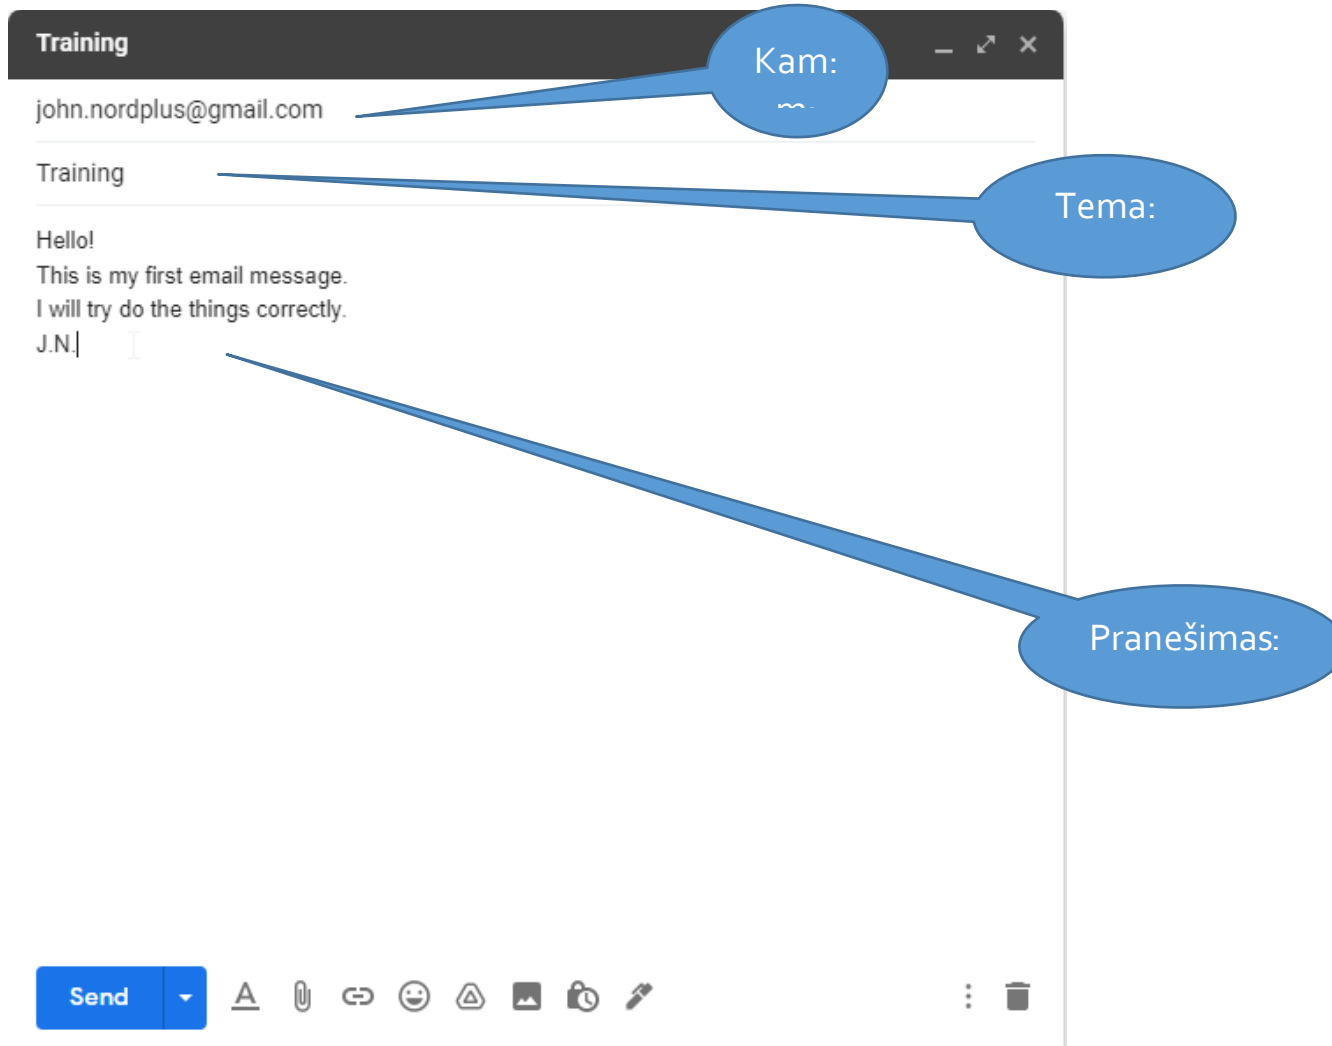 Training
Kam:
john.nordplus@gmail.com
Training
Tema:
Hello!
This is my first email message.
I will try do the things correctly.
J.N.
Pranešimas:
Send